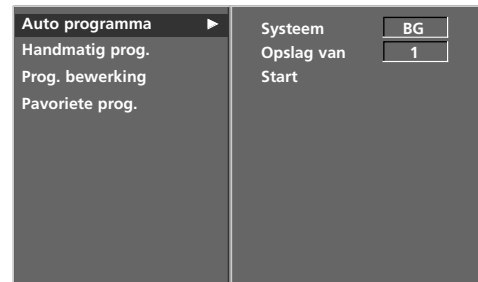 Auto programma ►
Handmatig prog.
Prog. bewerking
Pavoriete prog.
Systeem BG
Opslag van 1
Start